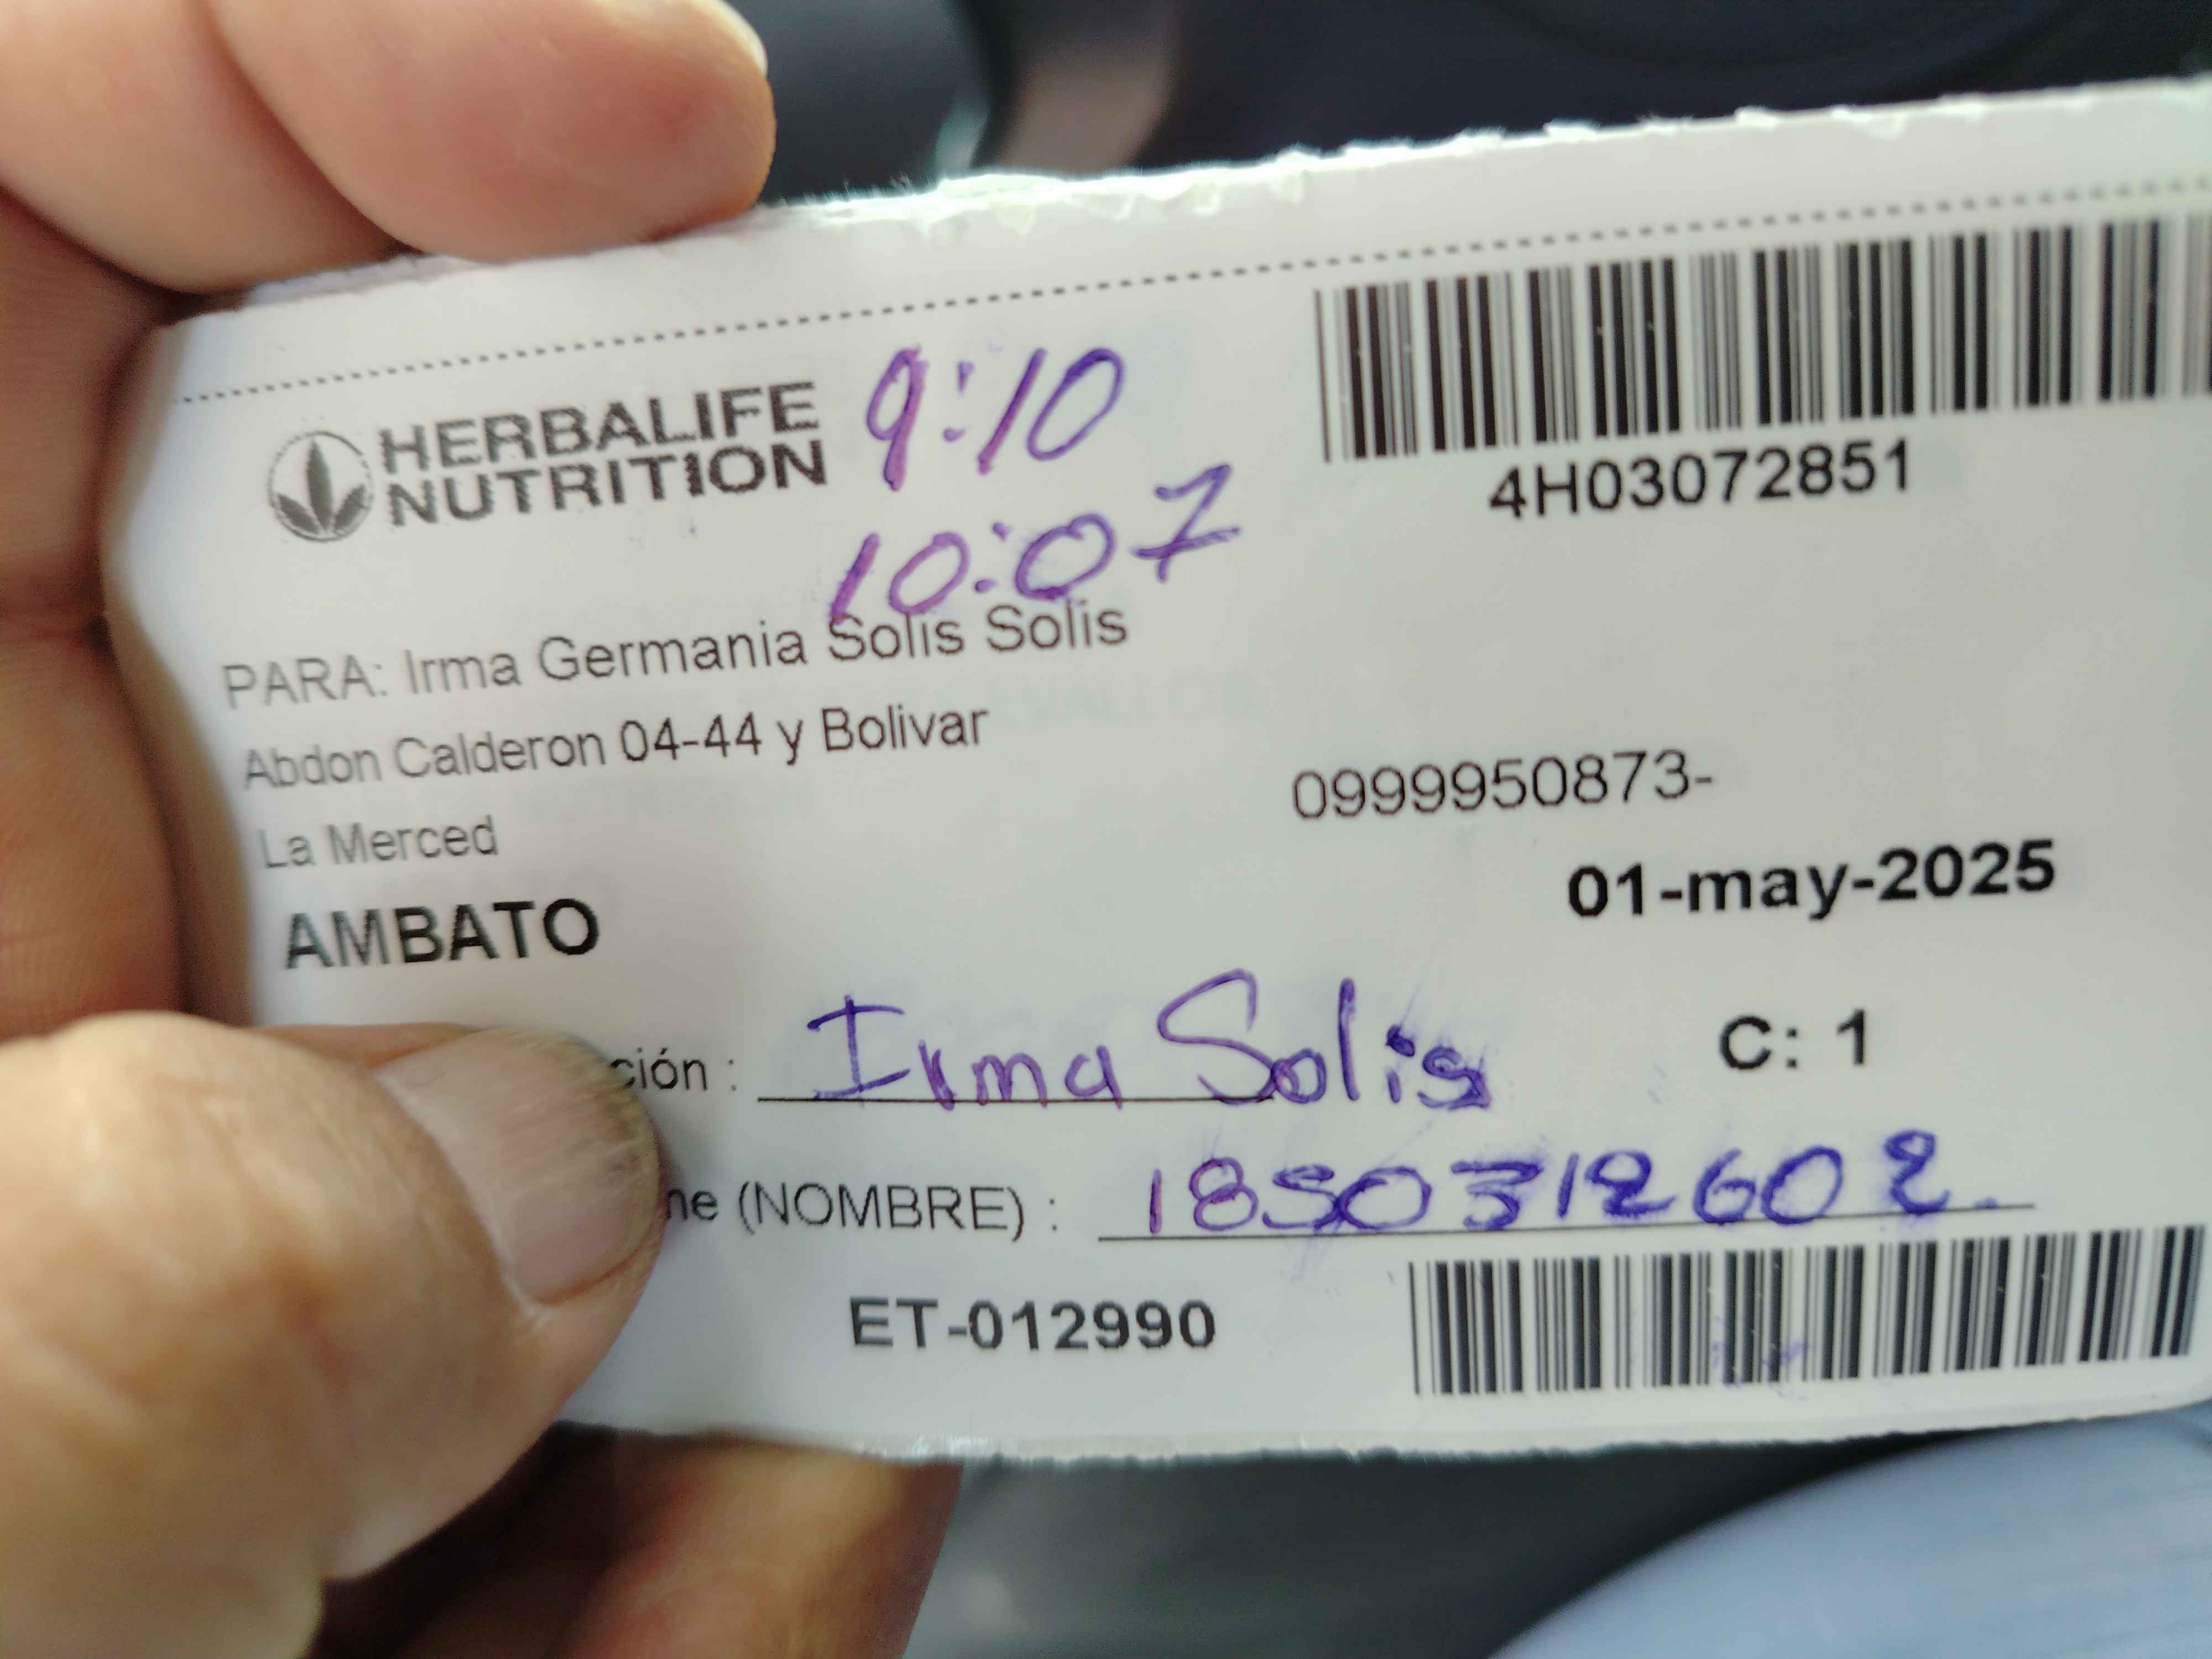 HERBALIFE
NUTRITION
9:10
10:07
4H03072851
PARA: Irma Germania Solis Solis
Abdon Calderon 04-44 y Bolivar
La Merced
AMBATO
0999950873-
01-may-2025
C: 1
ción : Irma Solis
ne (NOMBRE) : 1850312602.
ET-012990